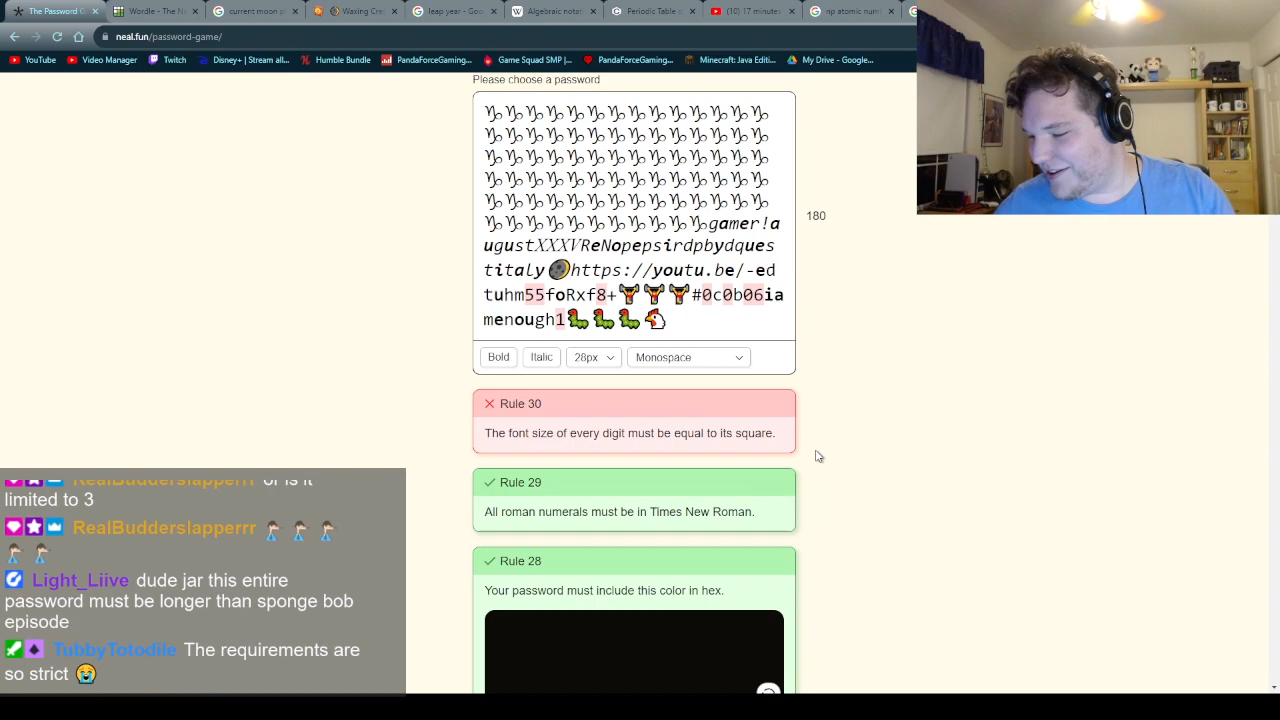 The Password G
Wordle - The N
current moon p
Waxing Cre
leap year - Goo
Algebraic notat
Periodic Table o
(10) 17 minut
np atomic num
neal.fun/password-game/
YouTube
Video Manager
Twitch
Disney+ | Stream all...
Humble Bundle
PandaForceGaming...
Game Squad SMP |...
PandaForceGaming...
Minecraft: Java Editi...
My Drive - Google...
Please choose a password
♑♑♑♑♑♑♑♑♑♑♑♑♑♑
♑♑♑♑♑♑♑♑♑♑♑♑♑♑
♑♑♑♑♑♑♑♑♑♑♑♑♑♑
♑♑♑♑♑♑♑♑♑♑♑♑♑♑
♑♑♑♑♑♑♑♑♑♑♑♑♑♑
♑♑♑♑♑♑♑♑♑♑♑gamer!a
ugustXXXVReNopepsirdpbydques
titaly🌘https://youtu.be/-ed
tuhm55foRxf8+🏋️🏋️🏋️#0c0b06ia
menough1🐛🐛🐛🐔
180
Bold
Italic
28px
Monospace
Rule 30
The font size of every digit must be equal to its square.
Rule 29
All roman numerals must be in Times New Roman.
Rule 28
Your password must include this color in hex.
RealBudderslapperrr or is it
limited to 3
RealBudderslapperrr
Light_Liive dude jar this entire
password must be longer than sponge bob
episode
TubbyTotodile The requirements are
so strict 😭